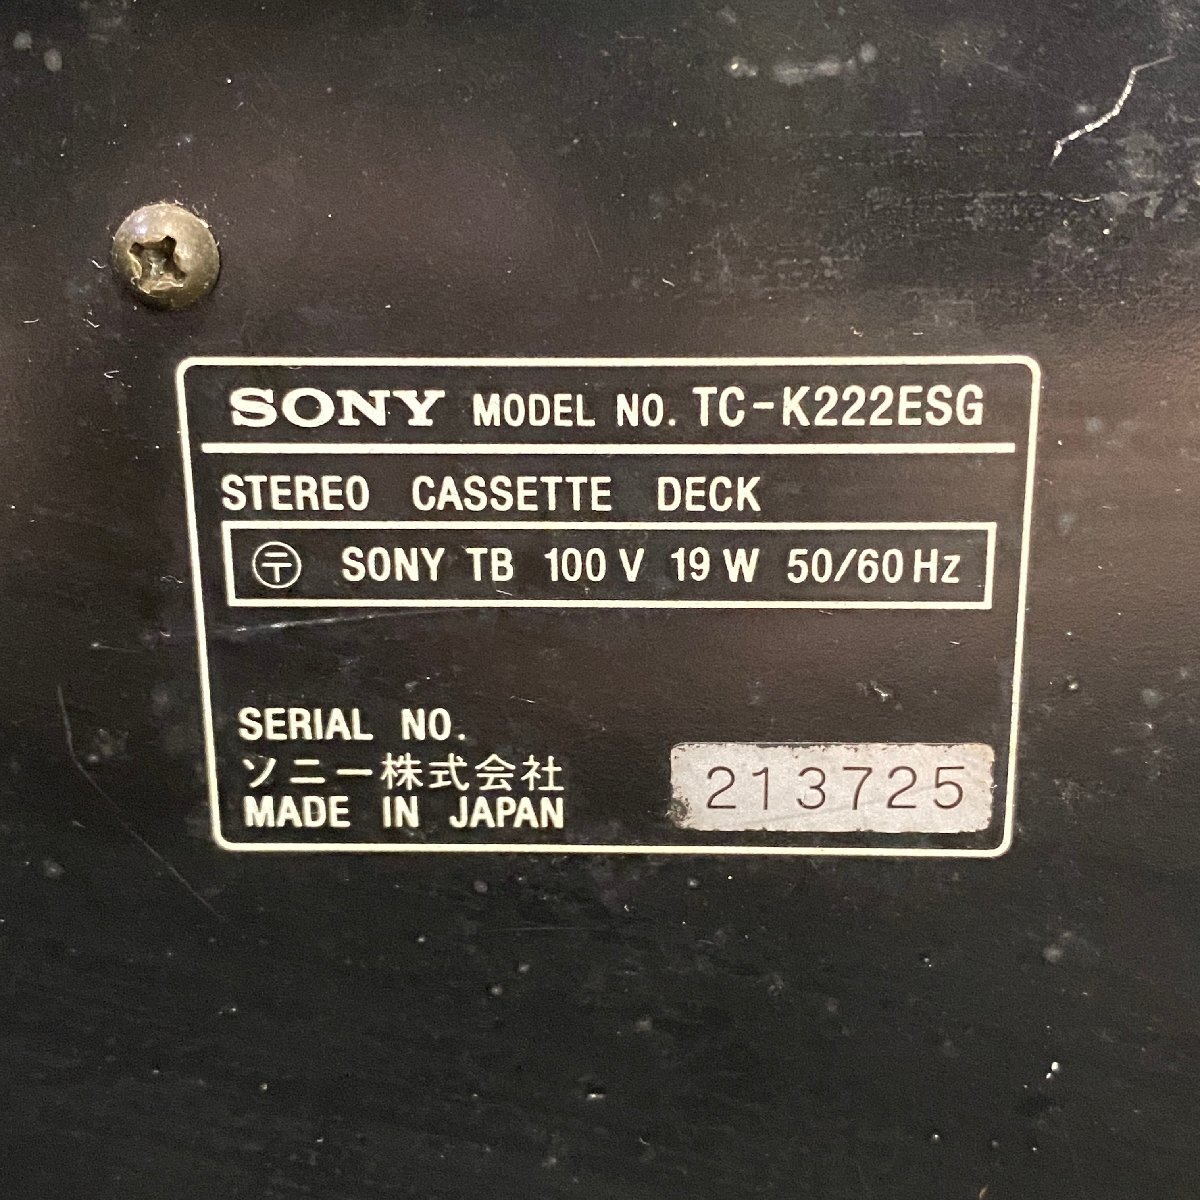 SONY MODEL NO. TC-K222ESG
STEREO CASSETTE DECK
〒 SONY TB 100 V 19 W 50/60 Hz
SERIAL NO.
ソニー株式会社
MADE IN JAPAN
213725